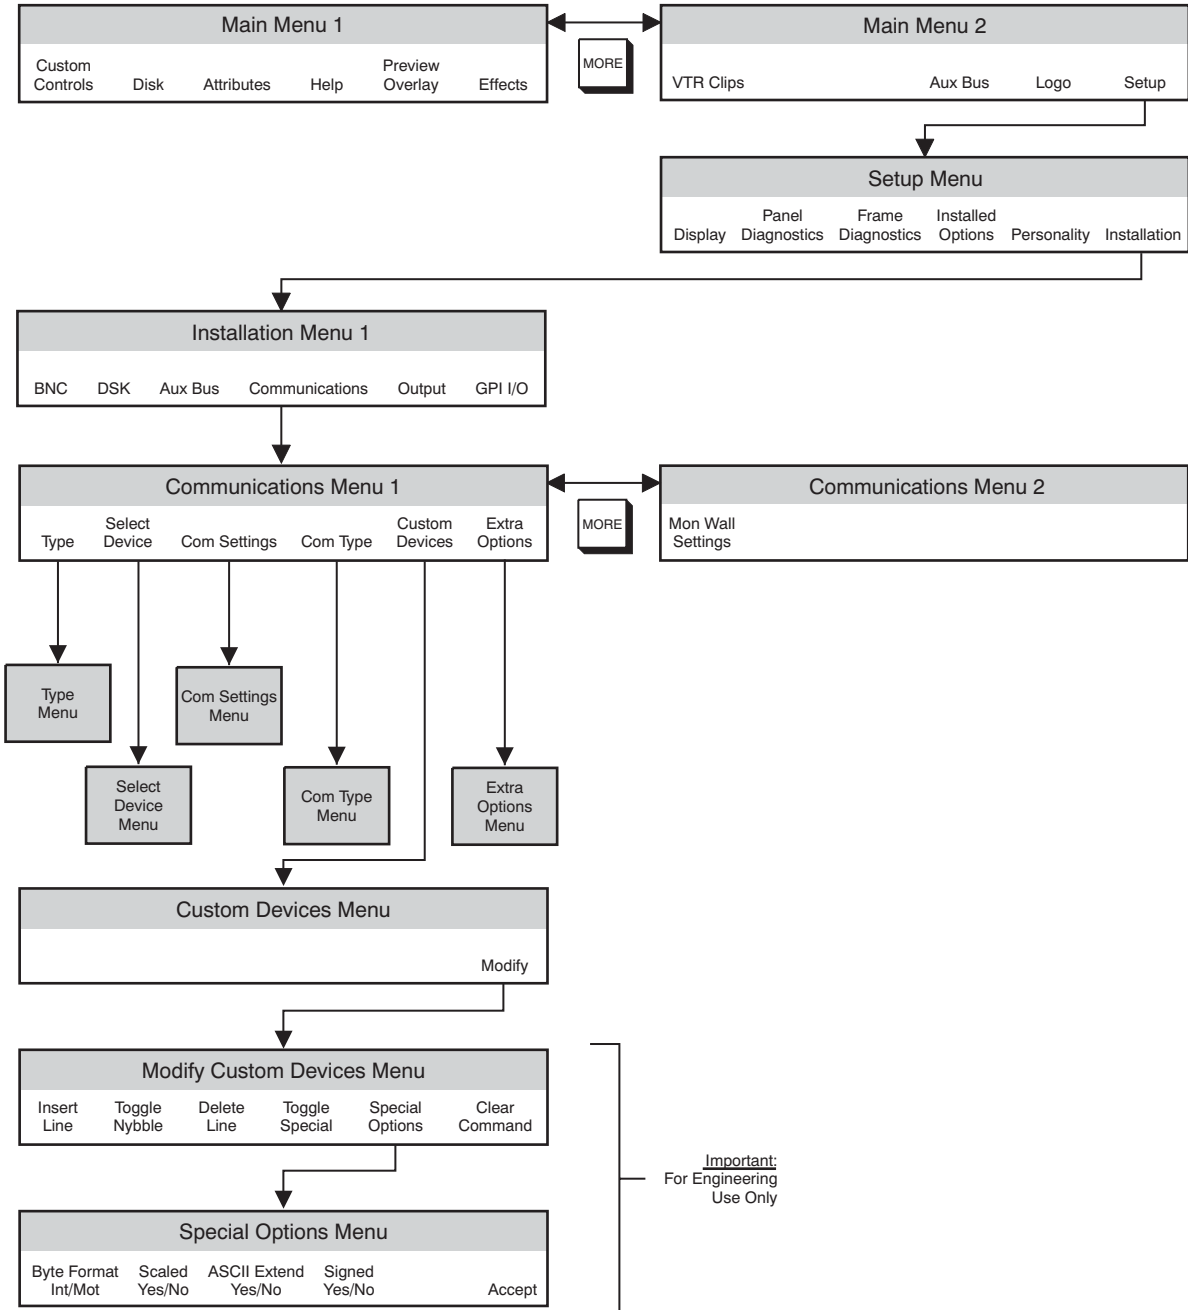 Main Menu 1
Custom
Controls
Disk
Attributes
Help
Preview
Overlay
Effects
MORE
Main Menu 2
VTR Clips
Aux Bus
Logo
Setup
Setup Menu
Display
Panel
Diagnostics
Frame
Diagnostics
Installed
Options
Personality
Installation
Installation Menu 1
BNC
DSK
Aux Bus
Communications
Output
GPI I/O
Communications Menu 1
Type
Select
Device
Com Settings
Com Type
Custom
Devices
Extra
Options
MORE
Communications Menu 2
Mon Wall
Settings
Type
Menu
Com Settings
Menu
Select
Device
Menu
Com Type
Menu
Extra
Options
Menu
Custom Devices Menu
Modify
Modify Custom Devices Menu
Insert
Line
Toggle
Nybble
Delete
Line
Toggle
Special
Special
Options
Clear
Command
Important:
For Engineering
Use Only
Special Options Menu
Byte Format
Int/Mot
Scaled
Yes/No
ASCII Extend
Yes/No
Signed
Yes/No
Accept